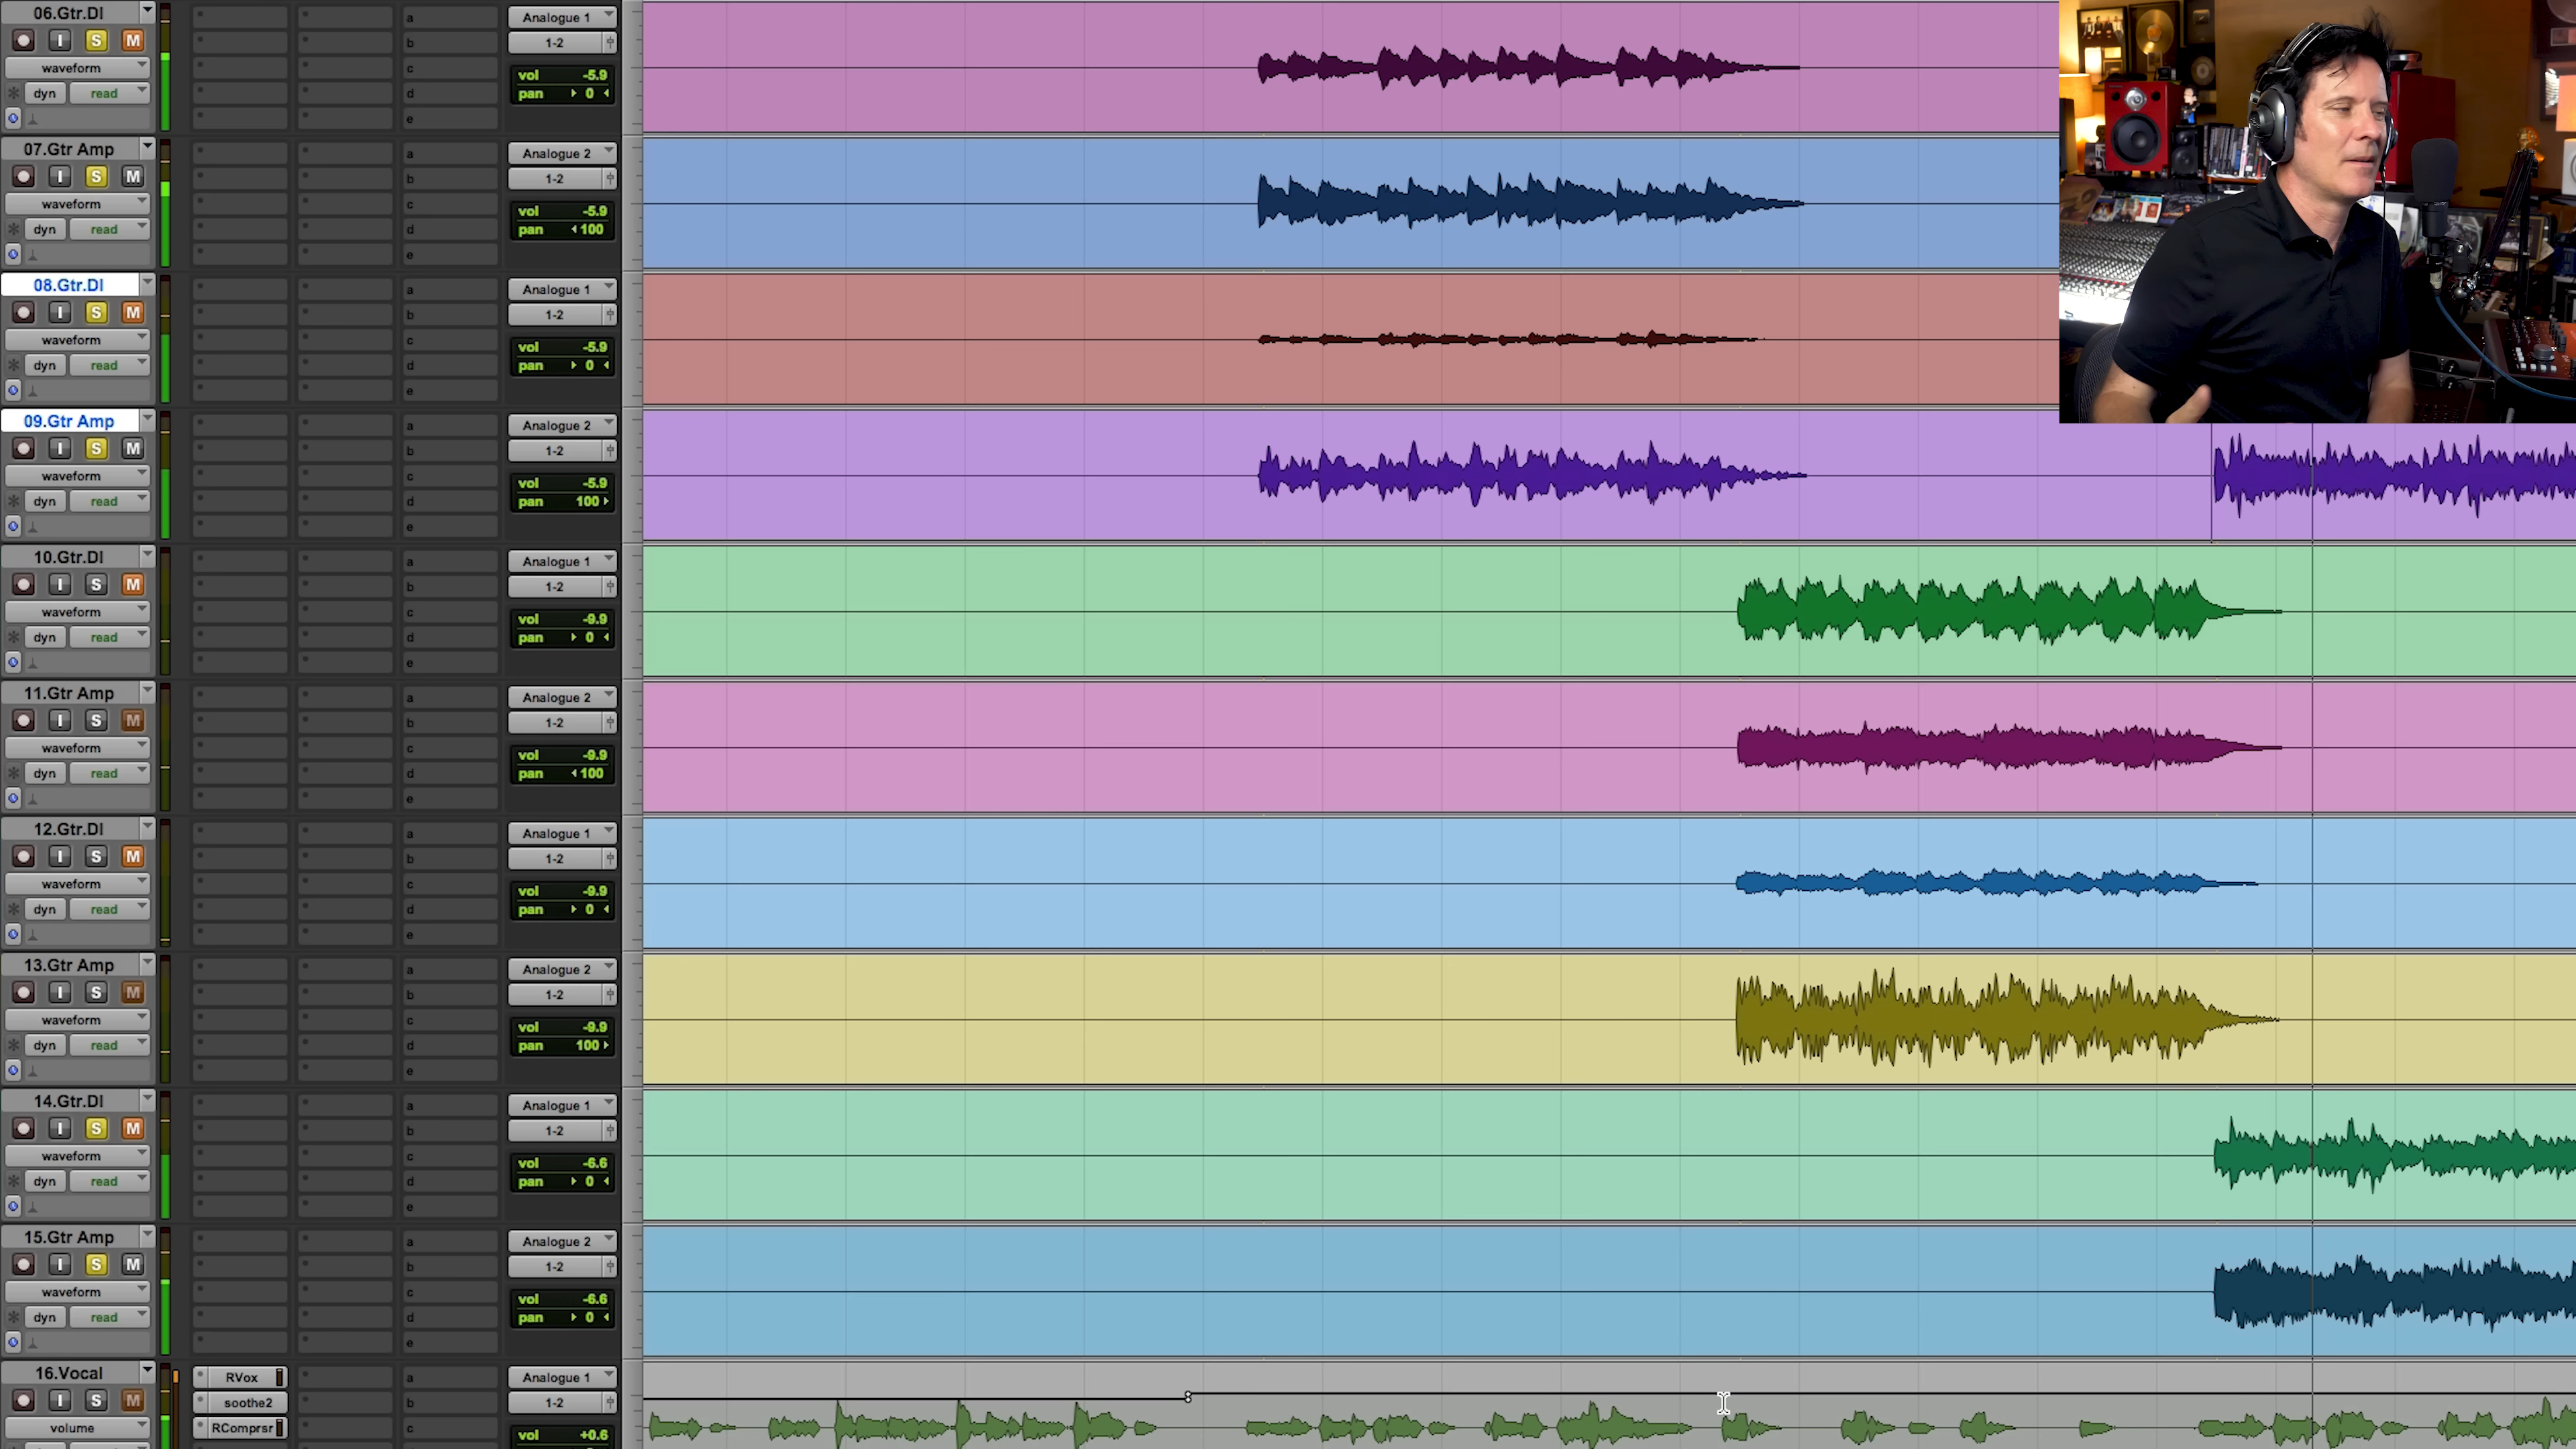 06.Gtr.DI a Analogue 1
I S M b 1-2
waveform c vol -5.9
dyn read d pan 0
e
07.Gtr Amp a Analogue 2
I S M b 1-2
waveform c vol -5.9
dyn read d pan 100
e
08.Gtr.DI a Analogue 1
I S M b 1-2
waveform c vol -5.9
dyn read d pan 0
e
09.Gtr Amp a Analogue 2
I S M b 1-2
waveform c vol -5.9
dyn read d pan 100
e
10.Gtr.DI a Analogue 1
I S M b 1-2
waveform c vol -9.9
dyn read d pan 0
e
11.Gtr Amp a Analogue 2
I S M b 1-2
waveform c vol -9.9
dyn read d pan 100
e
12.Gtr.DI a Analogue 1
I S M b 1-2
waveform c vol -9.9
dyn read d pan 0
e
13.Gtr Amp a Analogue 2
I S M b 1-2
waveform c vol -9.9
dyn read d pan 100
e
14.Gtr.DI a Analogue 1
I S M b 1-2
waveform c vol -6.6
dyn read d pan 0
e
15.Gtr Amp a Analogue 2
I S M b 1-2
waveform c vol -6.6
dyn read d pan 0
e
16.Vocal RVox a Analogue 1
I S M soothe2 b 1-2
volume RComprsr c vol +0.6